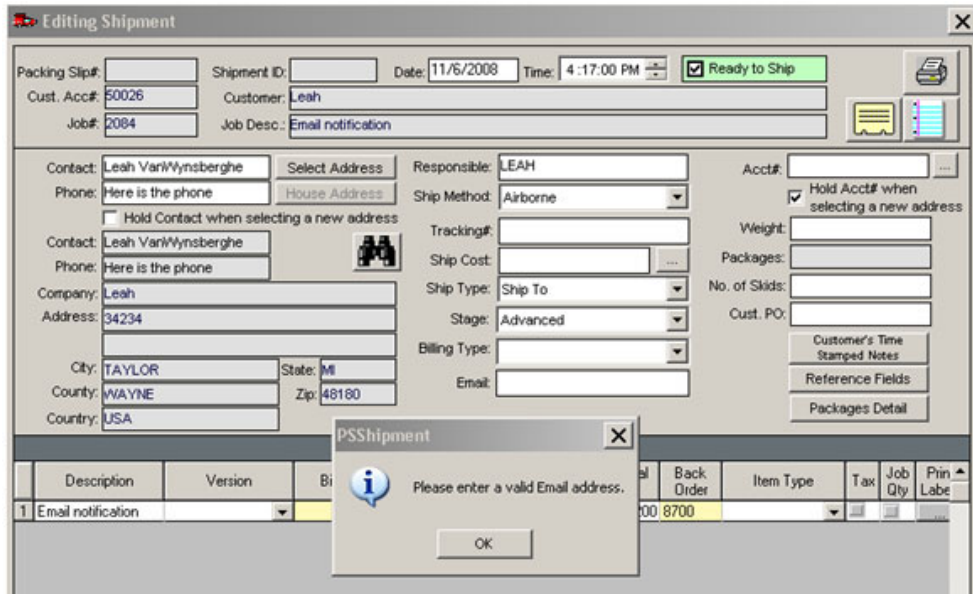 Editing Shipment
Packing Slip#: Shipment ID: Date: 11/6/2008 Time: 4:17:00 PM Ready to Ship
Cust. Acc#: 50026 Customer: Leah
Job#: 2084 Job Desc.: Email notification
Contact: Leah VanWynsberghe Select Address Responsible: LEAH Acct#: ...
Phone: Here is the phone House Address Ship Method: Airborne Hold Acct# when selecting a new address
Hold Contact when selecting a new address
Tracking#: Weight:
Contact: Leah VanWynsberghe
Phone: Here is the phone Ship Cost: ... Packages:
Company: Leah Ship Type: Ship To No. of Skids:
Address: 34234 Stage: Advanced Cust. PO:
Billing Type: Customer's Time Stamped Notes
City: TAYLOR State: MI Email: Reference Fields
County: WAYNE Zip: 48180 Packages Detail
Country: USA
PSShipment
Please enter a valid Email address.
OK
Description Version Back Order Item Type Tax Job Qty
1 Email notification 8700 ...